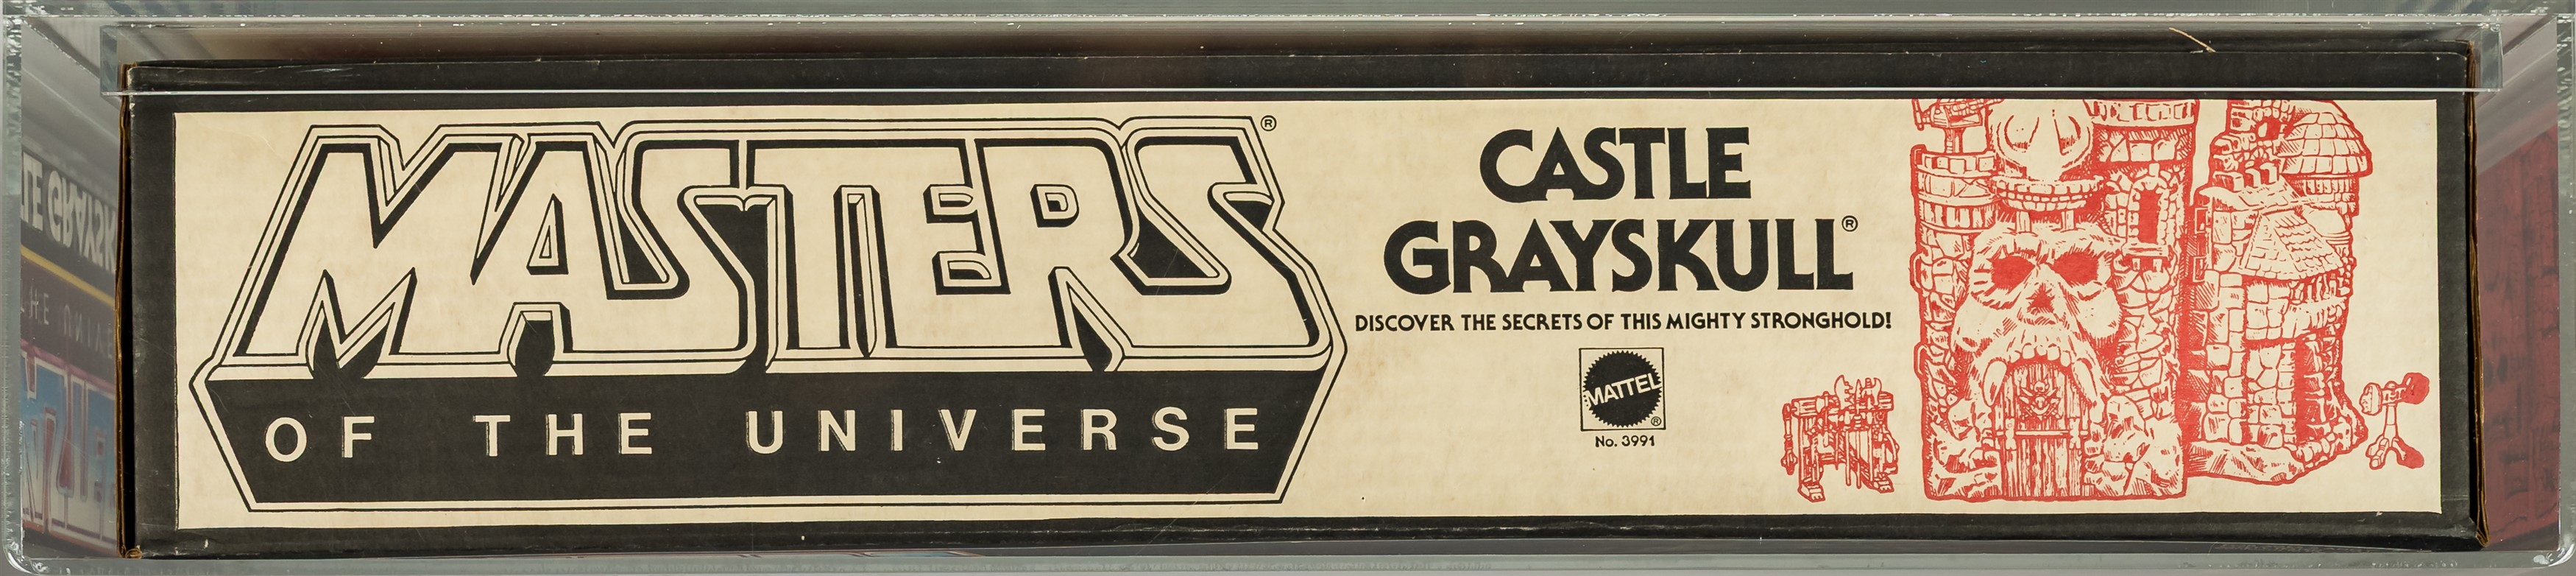 MASTERS®
OF THE UNIVERSE
CASTLE
GRAYSKULL®
DISCOVER THE SECRETS OF THIS MIGHTY STRONGHOLD!
MATTEL®
No. 3991